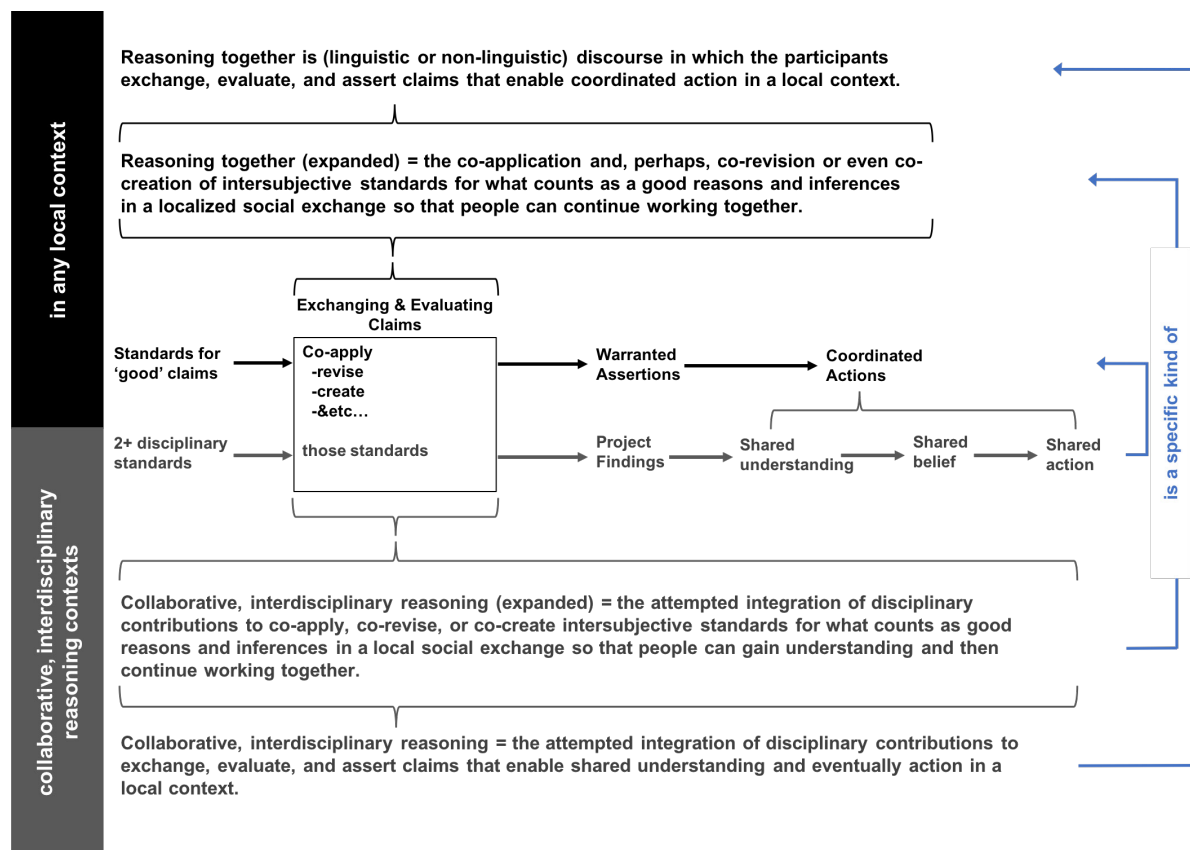 in any local context
Reasoning together is (linguistic or non-linguistic) discourse in which the participants
exchange, evaluate, and assert claims that enable coordinated action in a local context.
Reasoning together (expanded) = the co-application and, perhaps, co-revision or even co-
creation of intersubjective standards for what counts as a good reasons and inferences
in a localized social exchange so that people can continue working together.
Exchanging & Evaluating
Claims
Standards for
‘good’ claims
Co-apply
-revise
-create
-&etc…
those standards
Warranted
Assertions
Coordinated
Actions
is a specific kind of
collaborative, interdisciplinary
reasoning contexts
2+ disciplinary
standards
Project
Findings
Shared
understanding
Shared
belief
Shared
action
Collaborative, interdisciplinary reasoning (expanded) = the attempted integration of disciplinary
contributions to co-apply, co-revise, or co-create intersubjective standards for what counts as good
reasons and inferences in a local social exchange so that people can gain understanding and then
continue working together.
Collaborative, interdisciplinary reasoning = the attempted integration of disciplinary contributions to
exchange, evaluate, and assert claims that enable shared understanding and eventually action in a
local context.